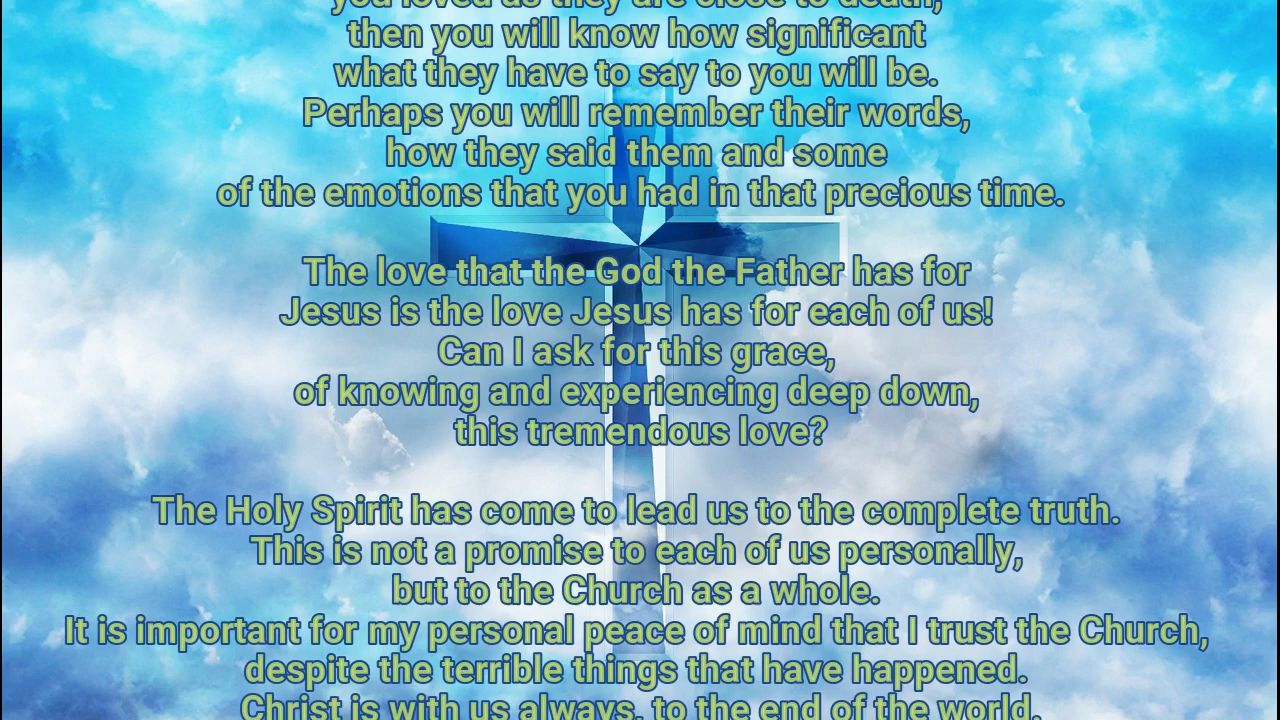 you loved as they are close to death,
then you will know how significant
what they have to say to you will be.
Perhaps you will remember their words,
how they said them and some
of the emotions that you had in that precious time.
The love that the God the Father has for
Jesus is the love Jesus has for each of us!
Can I ask for this grace,
of knowing and experiencing deep down,
this tremendous love?
The Holy Spirit has come to lead us to the complete truth.
This is not a promise to each of us personally,
but to the Church as a whole.
It is important for my personal peace of mind that I trust the Church,
despite the terrible things that have happened.
Christ is with us always, to the end of the world.